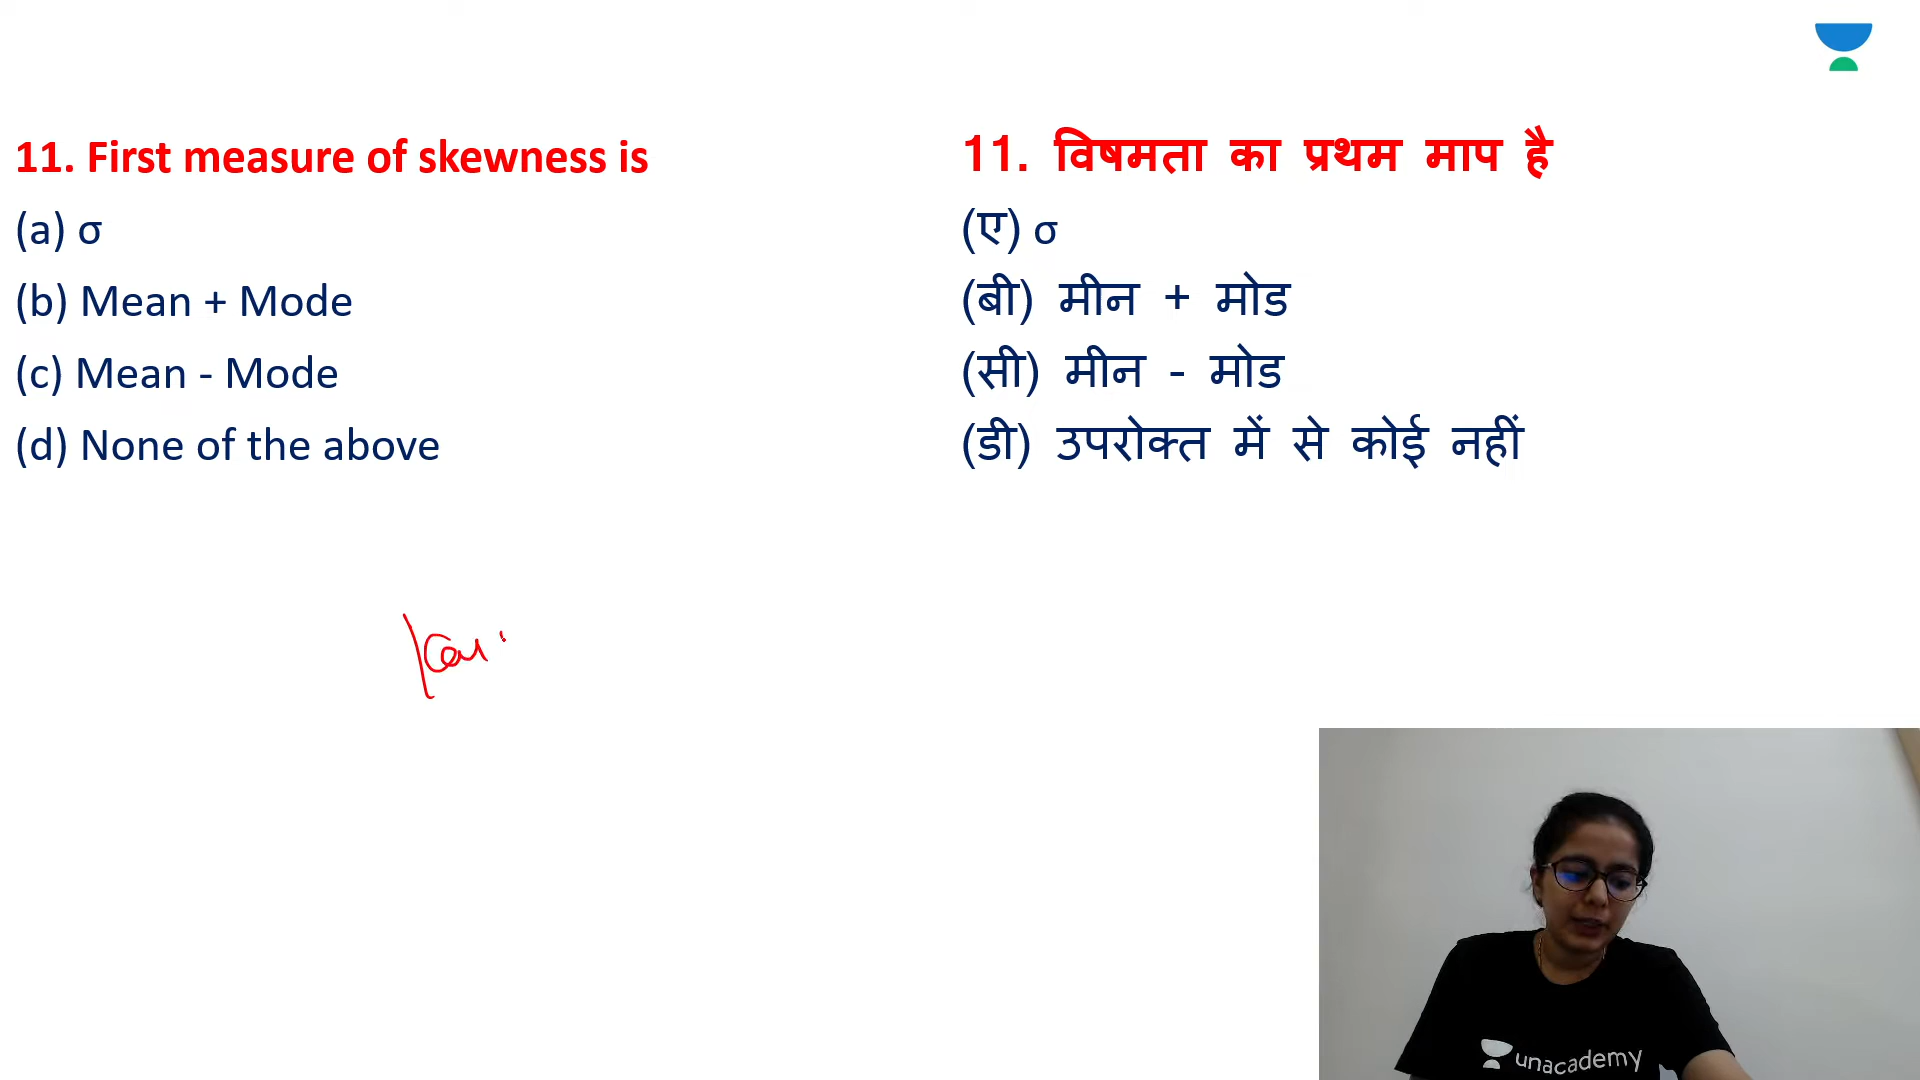 11. First measure of skewness is
(a) σ
(b) Mean + Mode
(c) Mean - Mode
(d) None of the above
11. विषमता का प्रथम माप है
(ए) σ
(बी) मीन + मोड
(सी) मीन - मोड
(डी) उपरोक्त में से कोई नहीं
unacademy